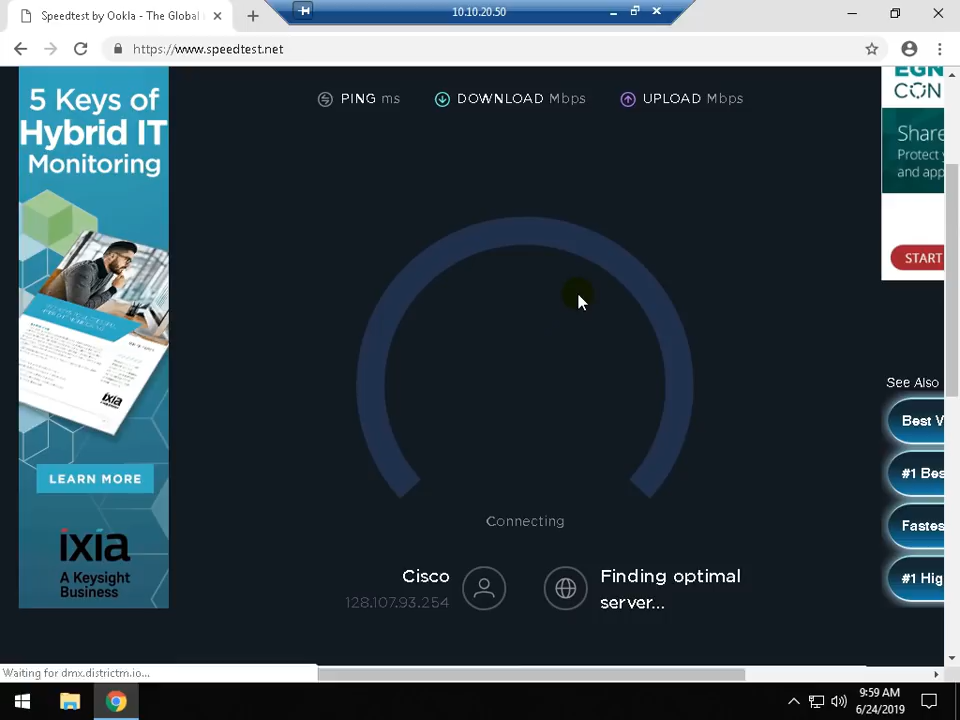 Speedtest by Ookla - The Global
10.10.20.50
https://www.speedtest.net
5 Keys of
Hybrid IT
Monitoring
LEARN MORE
ixia
A Keysight
Business
PING ms
DOWNLOAD Mbps
UPLOAD Mbps
Connecting
Cisco
128.107.93.254
Finding optimal
server...
EGN
CON
Share
Protect
and app
START
See Also
Best V
#1 Bes
Fastes
#1 Hig
Waiting for dmx.districtm.io...
9:59 AM
6/24/2019